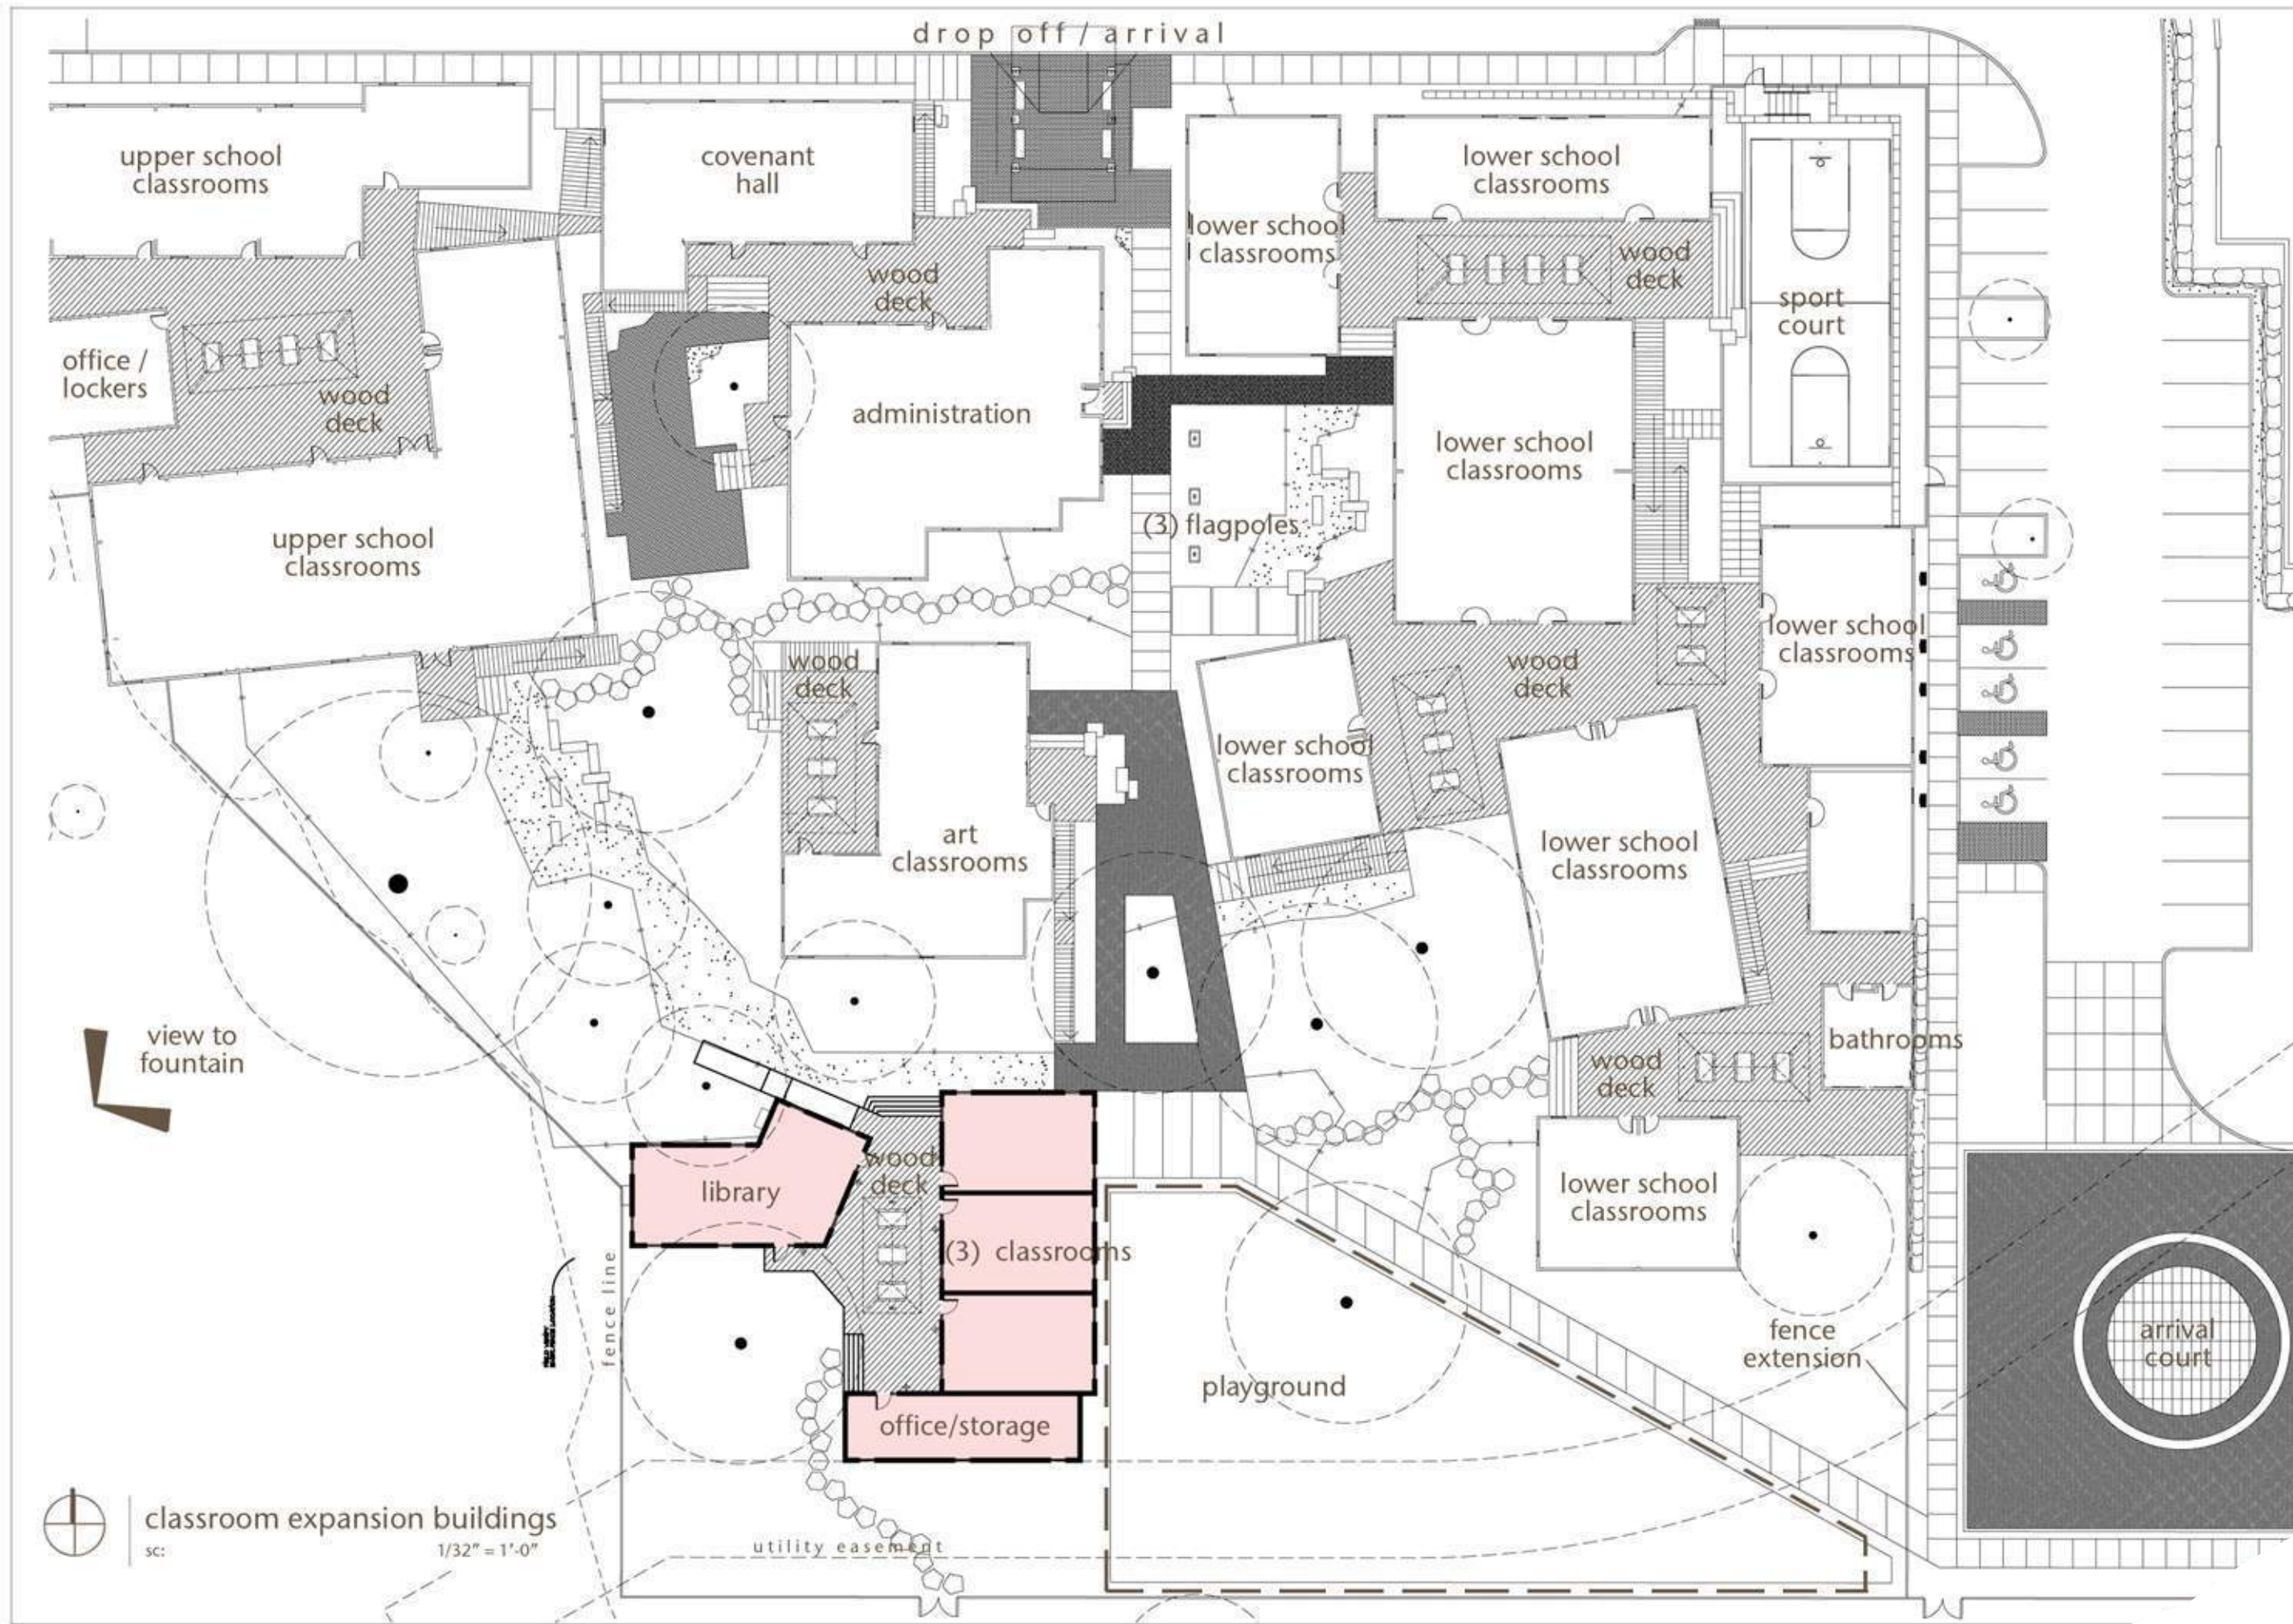 drop off / arrival
upper school
classrooms
covenant
hall
lower school
classrooms
lower school
classrooms
wood
deck
wood
deck
sport
court
office /
lockers
wood
deck
administration
lower school
classrooms
(3) flagpoles
upper school
classrooms
lower school
classrooms
wood
deck
wood
deck
lower school
classrooms
art
classrooms
lower school
classrooms
view to
fountain
bathrooms
wood
deck
wood
deck
library
lower school
classrooms
(3) classrooms
fence line
fence
extension
arrival
court
playground
office/storage
classroom expansion buildings
sc:
1/32" = 1'-0"
utility easement